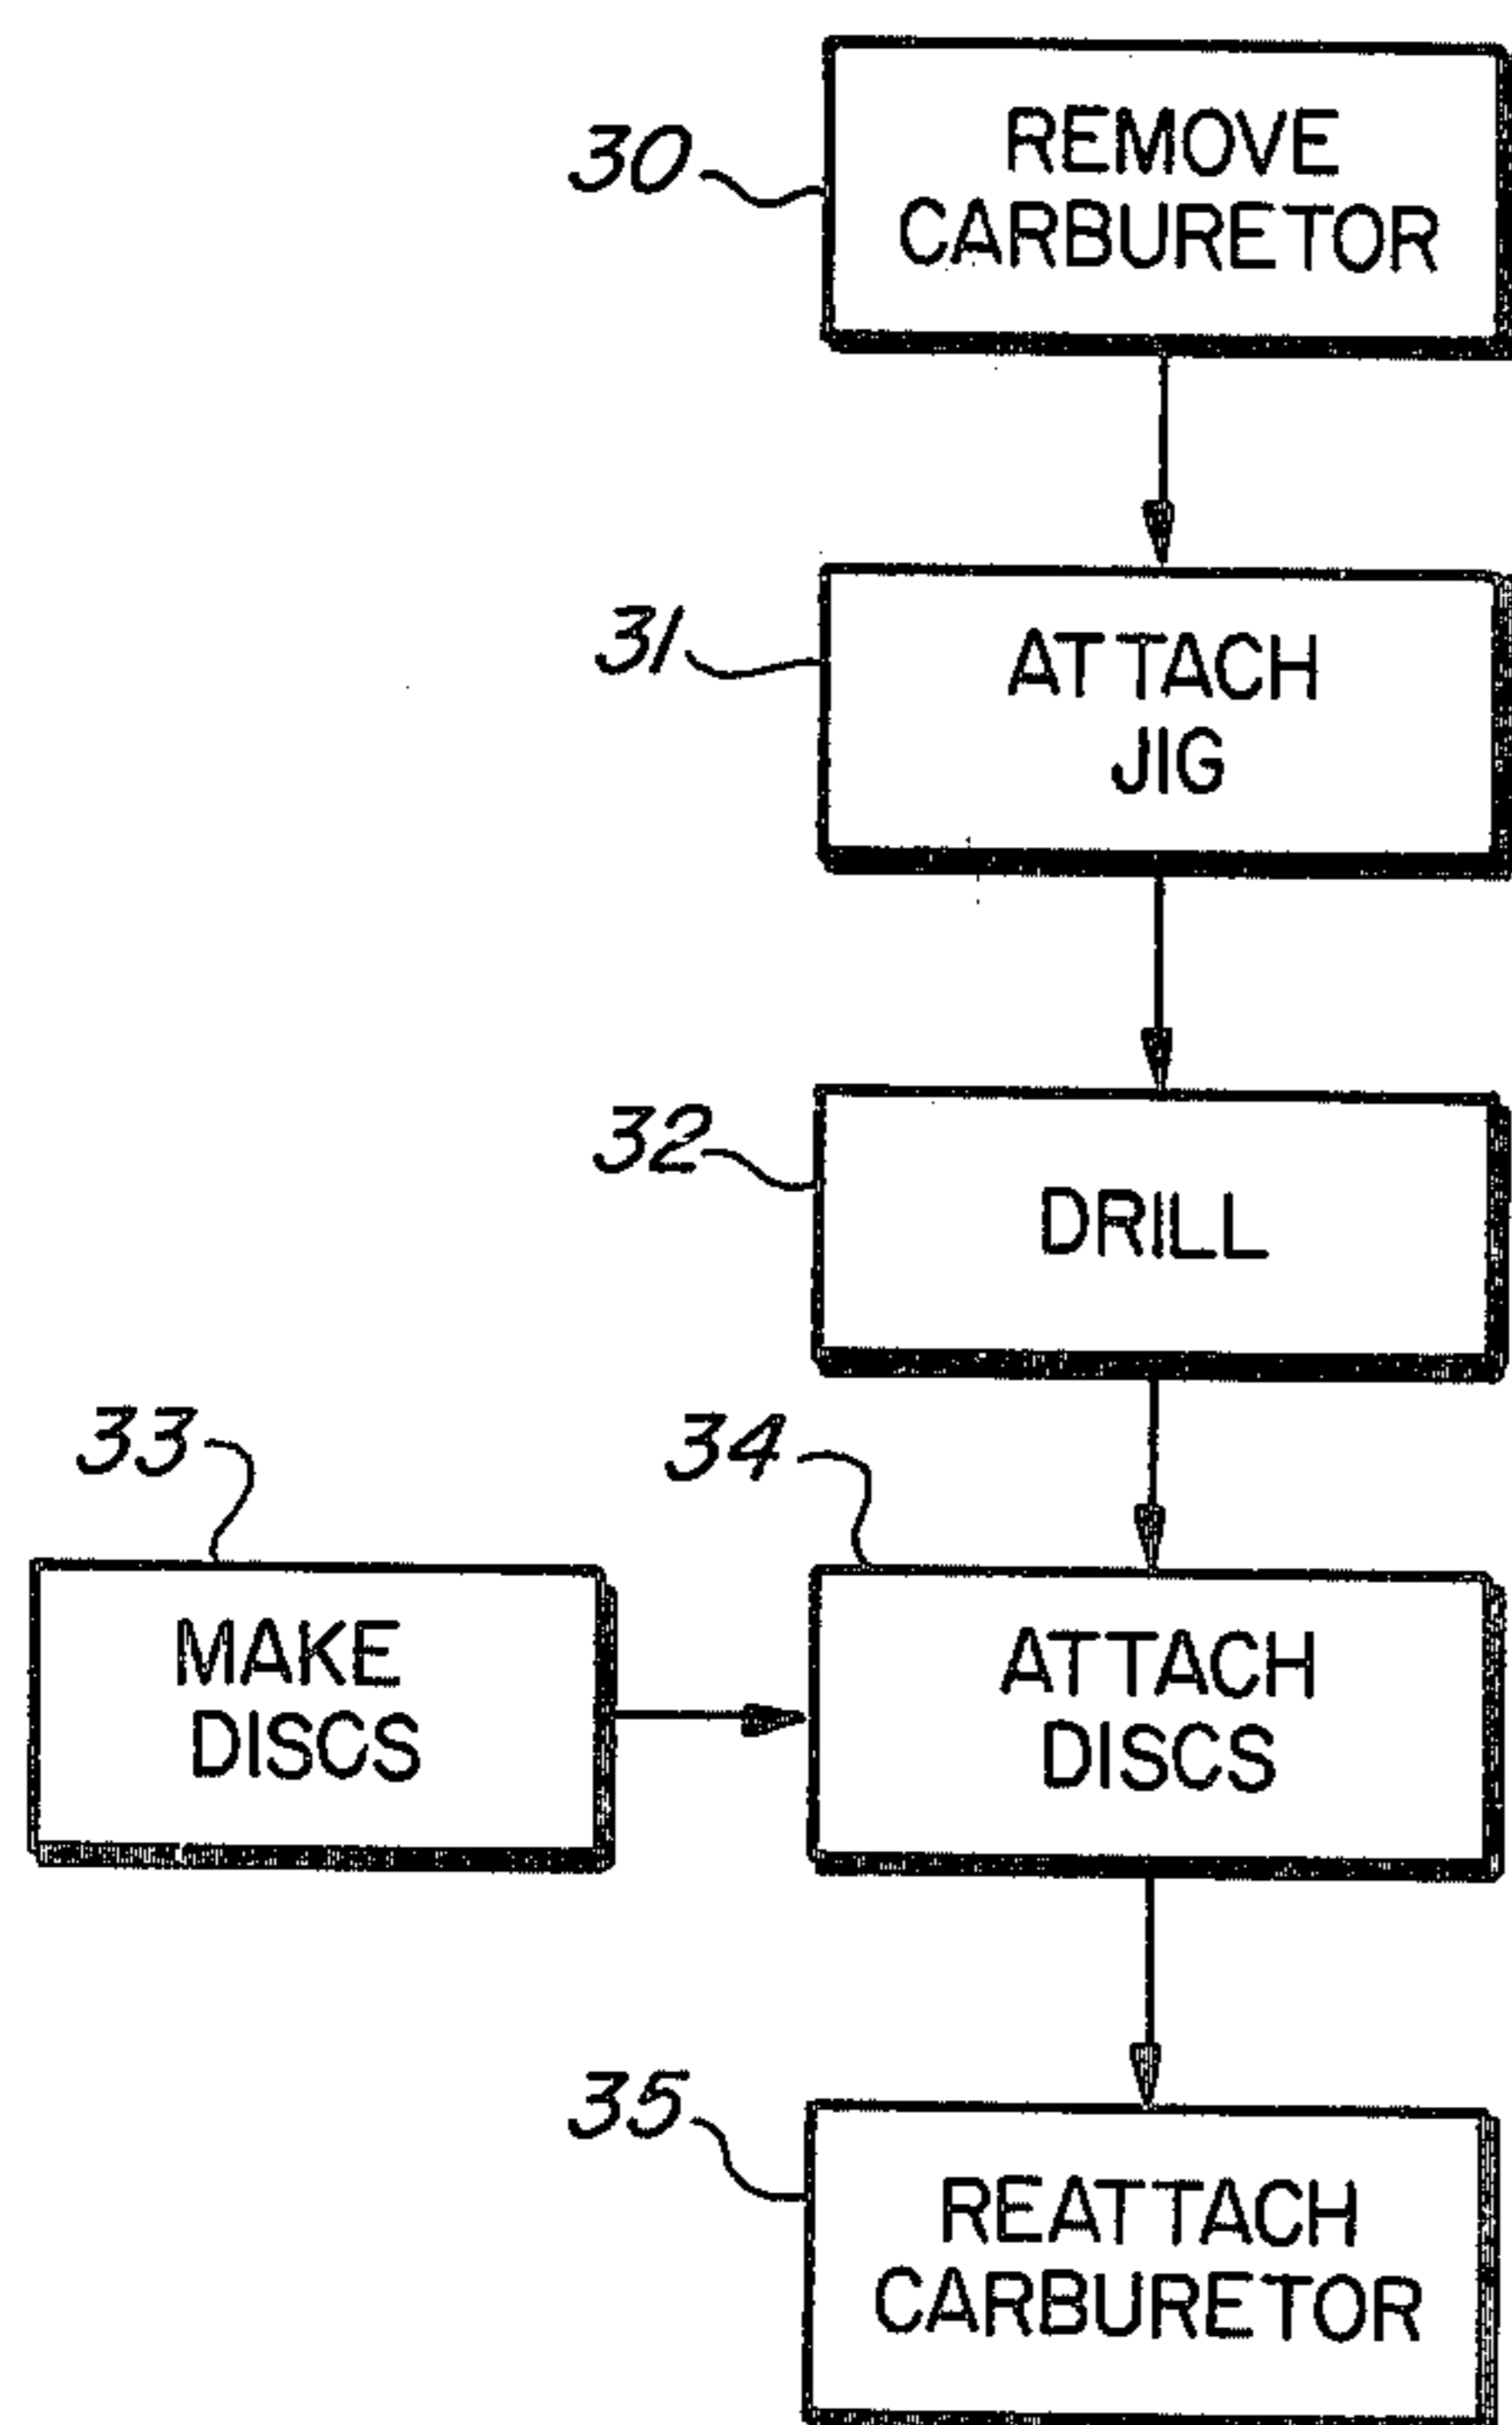 30
REMOVE
CARBURETOR
31
ATTACH
JIG
32
DRILL
33
MAKE
DISCS
34
ATTACH
DISCS
35
REATTACH
CARBURETOR